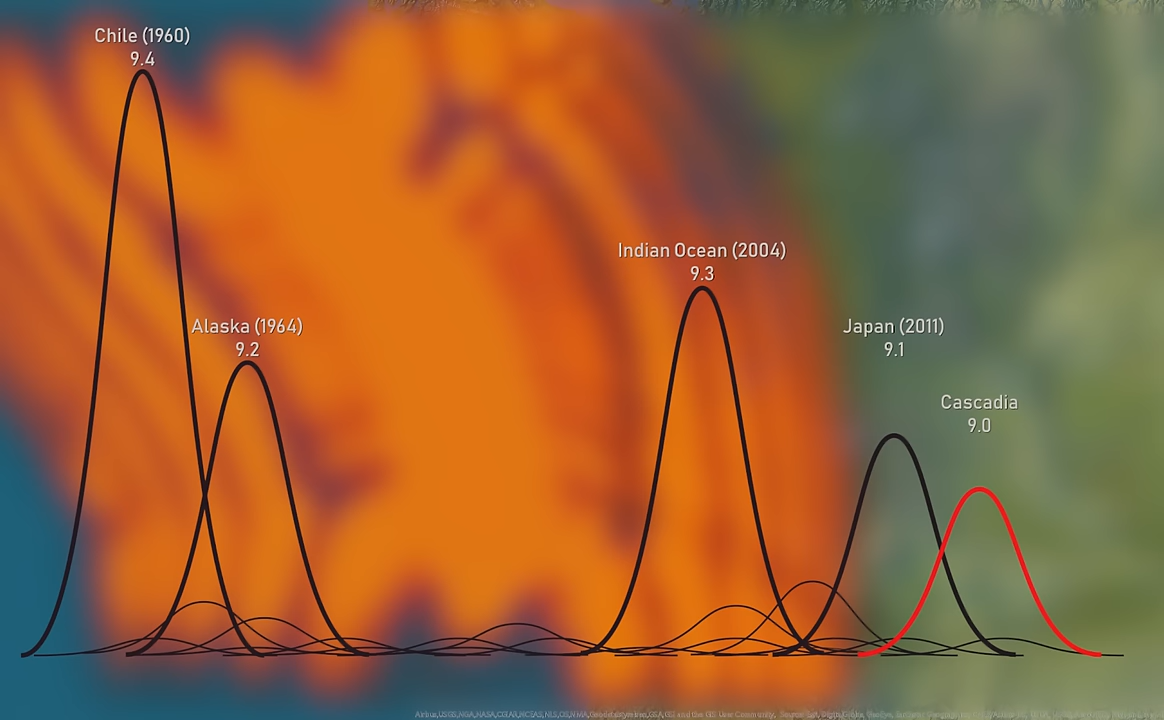 Chile (1960)
9.4
Indian Ocean (2004)
9.3
Alaska (1964)
9.2
Japan (2011)
9.1
Cascadia
9.0